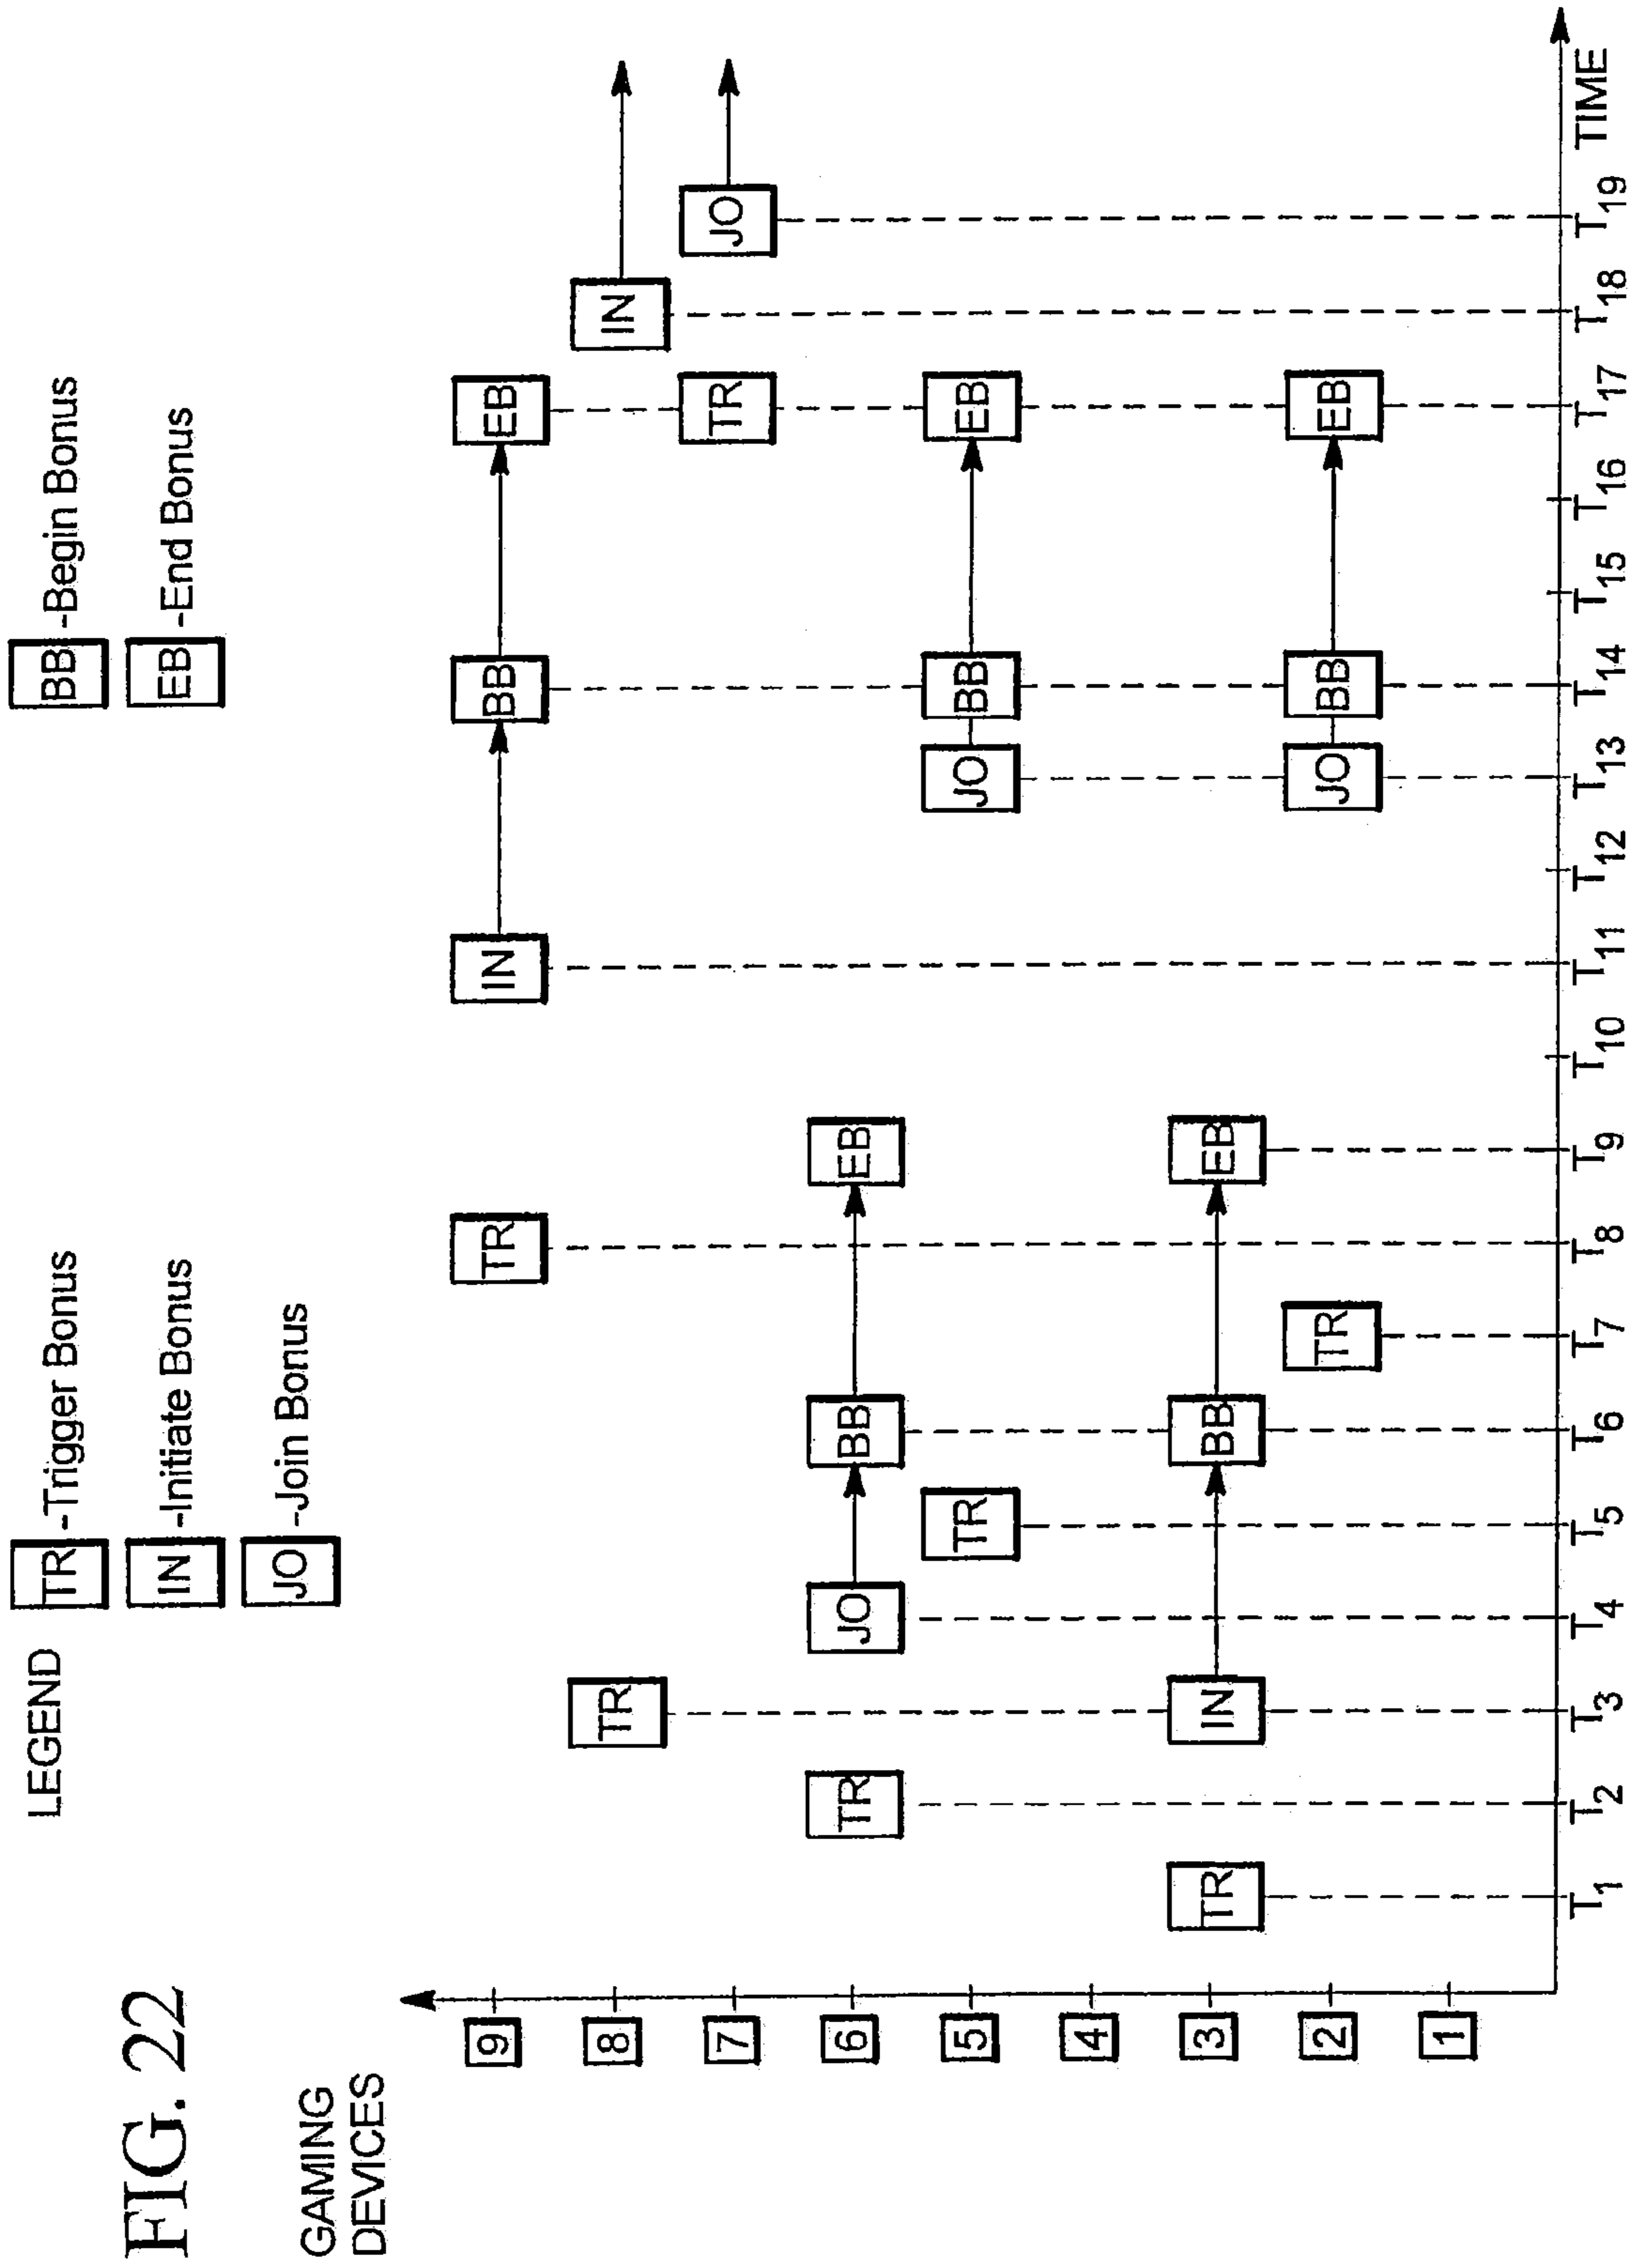 FIG. 22
LEGEND
TR -Trigger Bonus
IN -Initiate Bonus
JO -Join Bonus
BB -Begin Bonus
EB -End Bonus
GAMING
DEVICES
9
IN BB EB
TR
8
TR IN
7
TR JO
6
TR JO BB EB
5
TR JO BB EB
4
3
TR IN BB EB
2
TR JO BB EB
1
T1 T2 T3 T4 T5 T6 T7 T8 T9 T10 T11 T12 T13 T14 T15 T16 T17 T18 T19 TIME